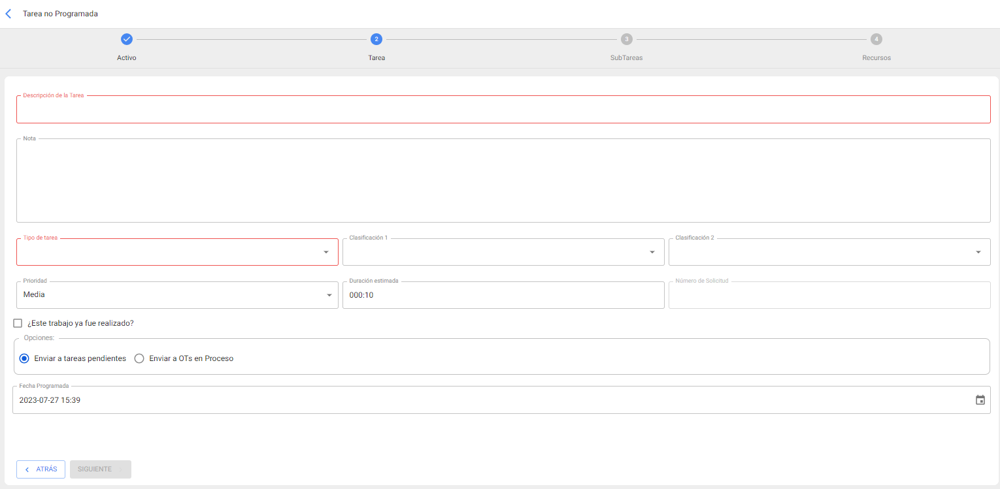 Tarea no Programada
2 3 4
Activo Tarea SubTareas Recursos
Descripción de la Tarea
Nota
Tipo de tarea Clasificación 1 Clasificación 2
Prioridad Duración estimada Número de Solicitud
Media 000:10
¿Este trabajo ya fue realizado?
Opciones:
Enviar a tareas pendientes Enviar a OTs en Proceso
Fecha Programada
2023-07-27 15:39
ATRÁS SIGUIENTE